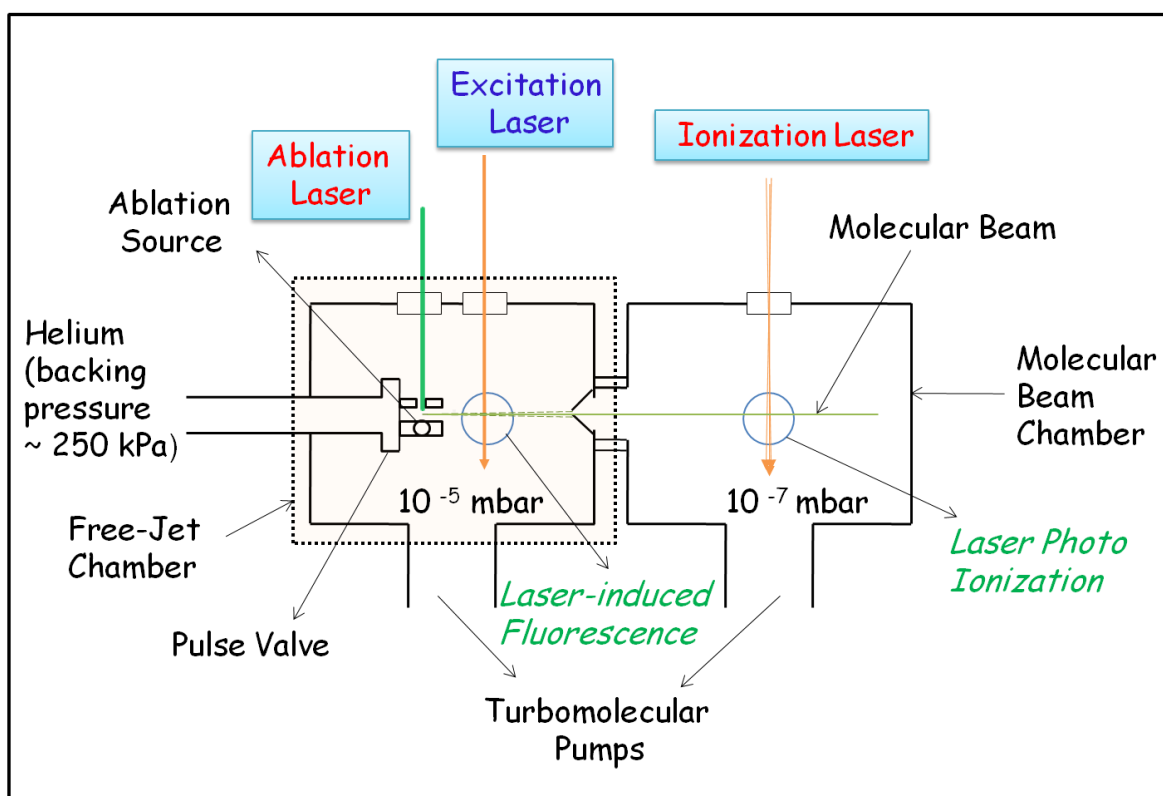 Excitation
Laser
Ionization Laser
Ablation
Laser
Ablation
Source
Molecular Beam
Helium
(backing
pressure
~ 250 kPa)
Molecular
Beam
Chamber
10 -5 mbar
10 -7 mbar
Free-Jet
Chamber
Laser-induced
Fluorescence
Laser Photo
Ionization
Pulse Valve
Turbomolecular
Pumps